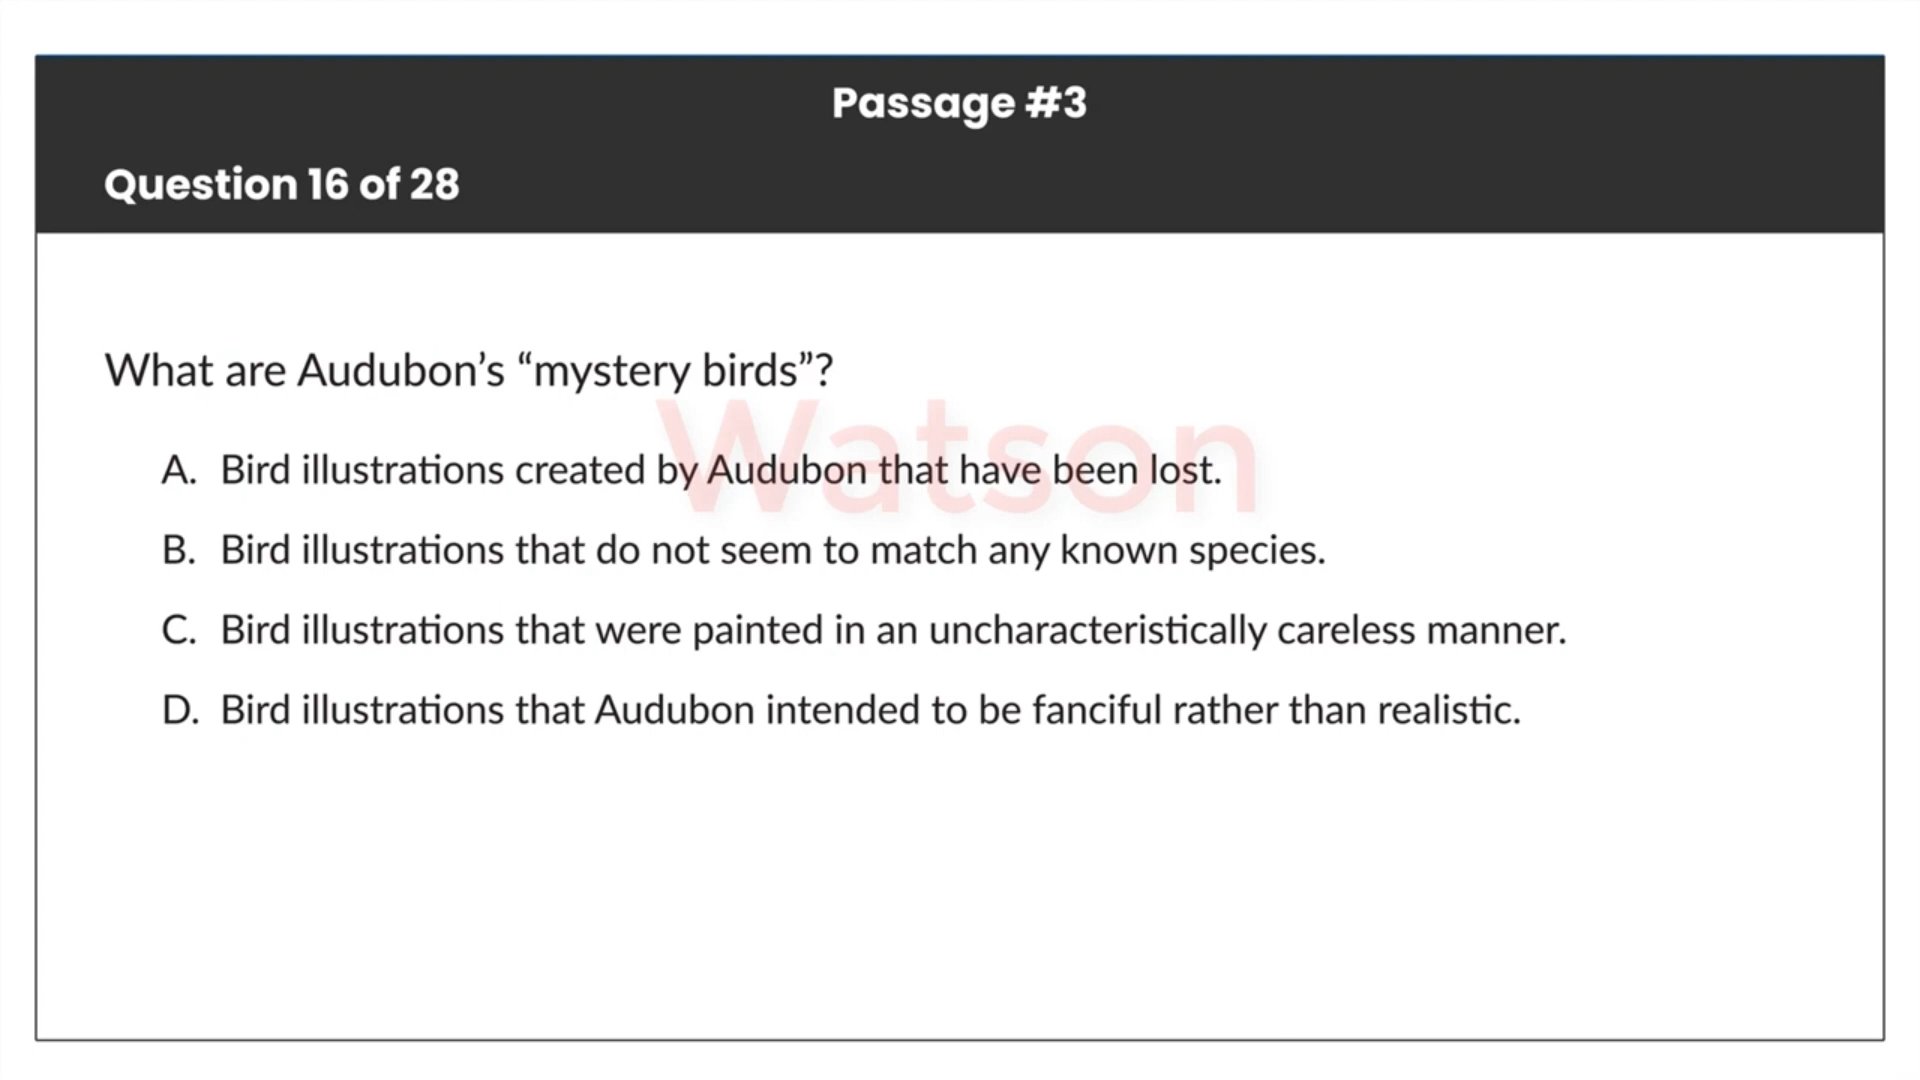 Passage #3
Question 16 of 28
What are Audubon’s “mystery birds”?
Watson
A. Bird illustrations created by Audubon that have been lost.
B. Bird illustrations that do not seem to match any known species.
C. Bird illustrations that were painted in an uncharacteristically careless manner.
D. Bird illustrations that Audubon intended to be fanciful rather than realistic.